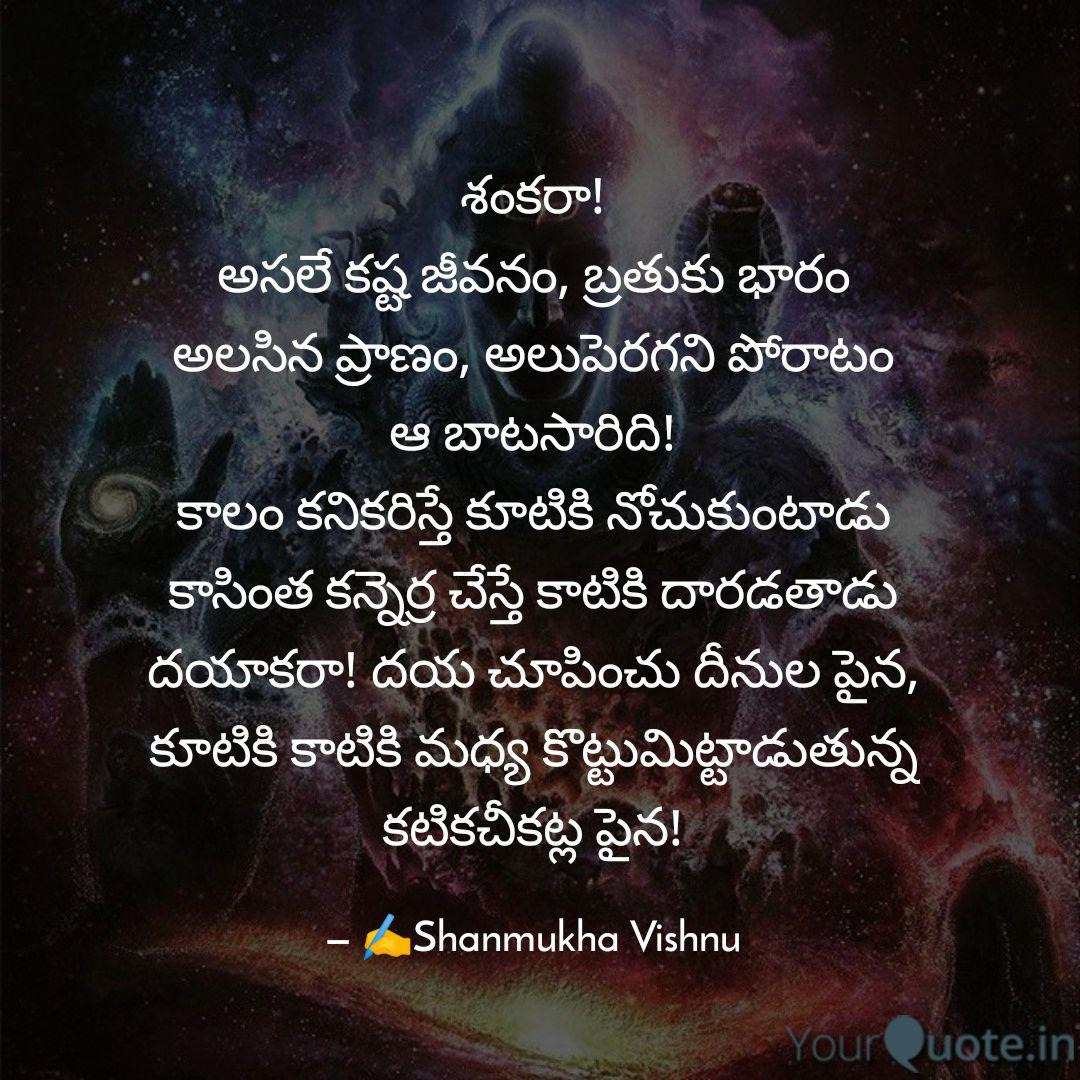 శంకరా!
అసలే కష్ట జీవనం, బ్రతుకు భారం
అలసిన ప్రాణం, అలుపెరగని పోరాటం
ఆ బాటసారిది!
కాలం కనికరిస్తే కూటికి నోచుకుంటాడు
కాసింత కన్నెర్ర చేస్తే కాటికి దారడతాడు
దయాకరా! దయ చూపించు దీనుల పైన,
కూటికి కాటికి మధ్య కొట్టుమిట్టాడుతున్న
కటికచీకట్ల పైన!
– ✍️Shanmukha Vishnu
YourQuote.in